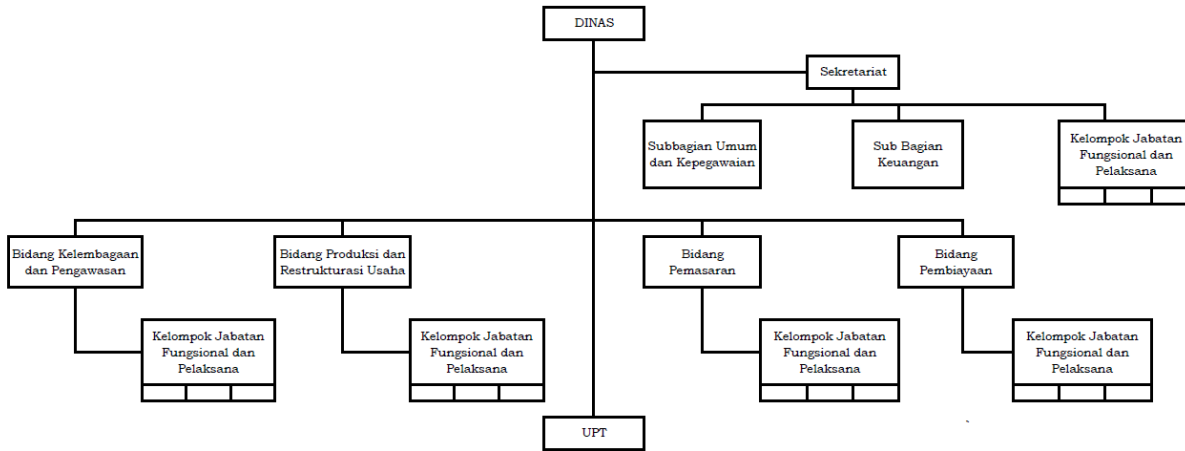 DINAS
Sekretariat
Subbagian Umum
dan Kepegawaian
Sub Bagian
Keuangan
Kelompok Jabatan
Fungsional dan
Pelaksana
Bidang Kelembagaan
dan Pengawasan
Bidang Produksi dan
Restrukturasi Usaha
Bidang
Pemasaran
Bidang
Pembiayaan
Kelompok Jabatan
Fungsional dan
Pelaksana
Kelompok Jabatan
Fungsional dan
Pelaksana
Kelompok Jabatan
Fungsional dan
Pelaksana
Kelompok Jabatan
Fungsional dan
Pelaksana
UPT